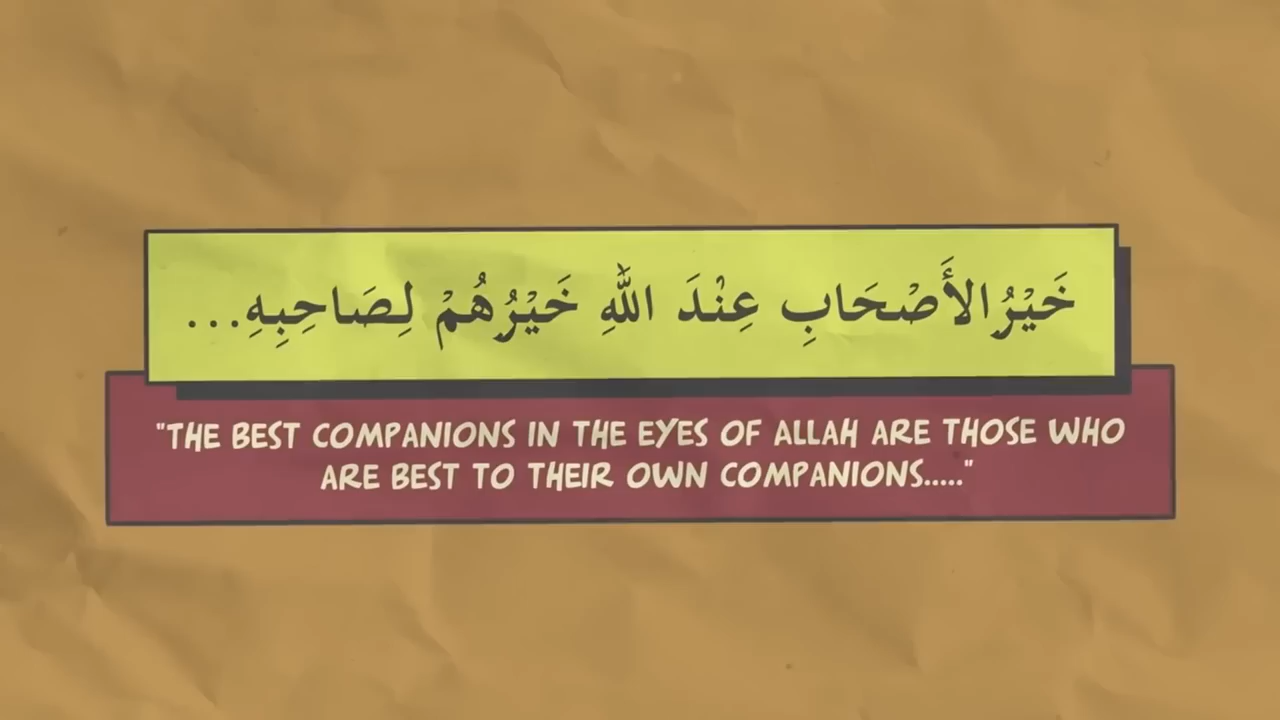 خَيْرُ الأَصْحَابِ عِنْدَ اللَّهِ خَيْرُهُمْ لِصَاحِبِهِ...
"THE BEST COMPANIONS IN THE EYES OF ALLAH ARE THOSE WHO
ARE BEST TO THEIR OWN COMPANIONS....."